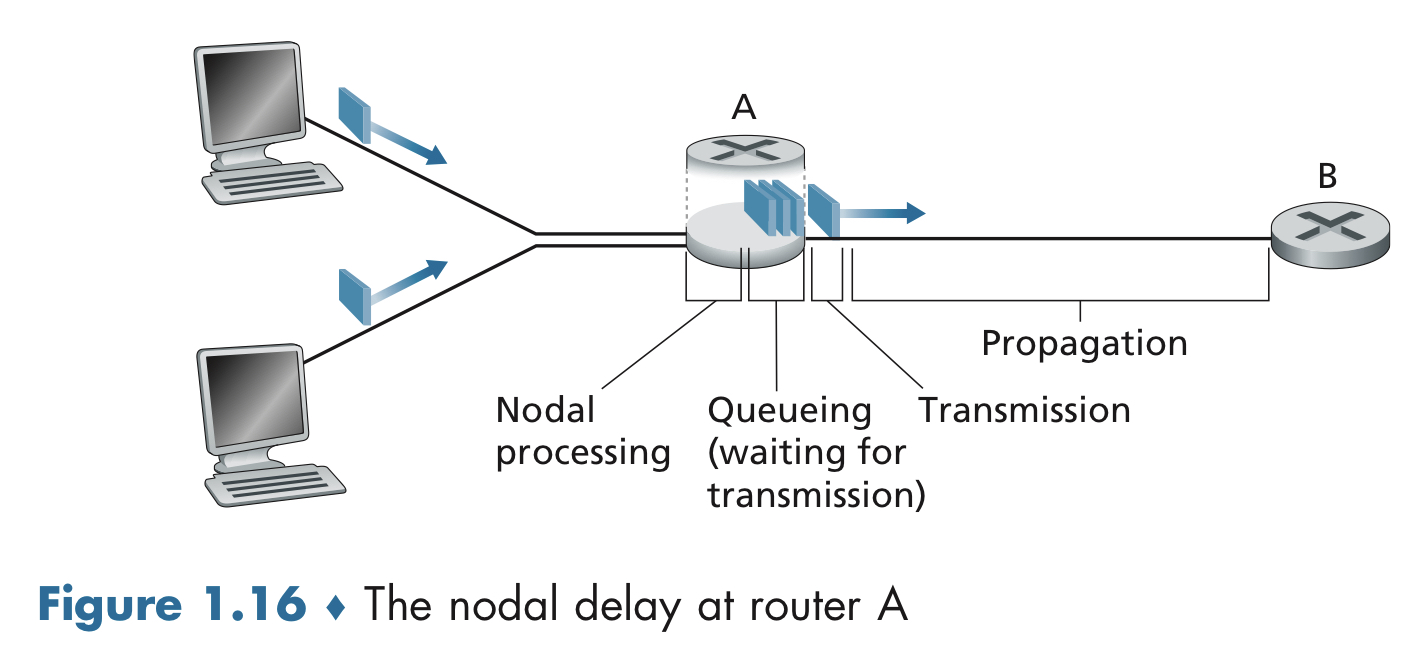 A
B
Propagation
Nodal
processing
Queueing
(waiting for
transmission)
Transmission
Figure 1.16 ♦ The nodal delay at router A